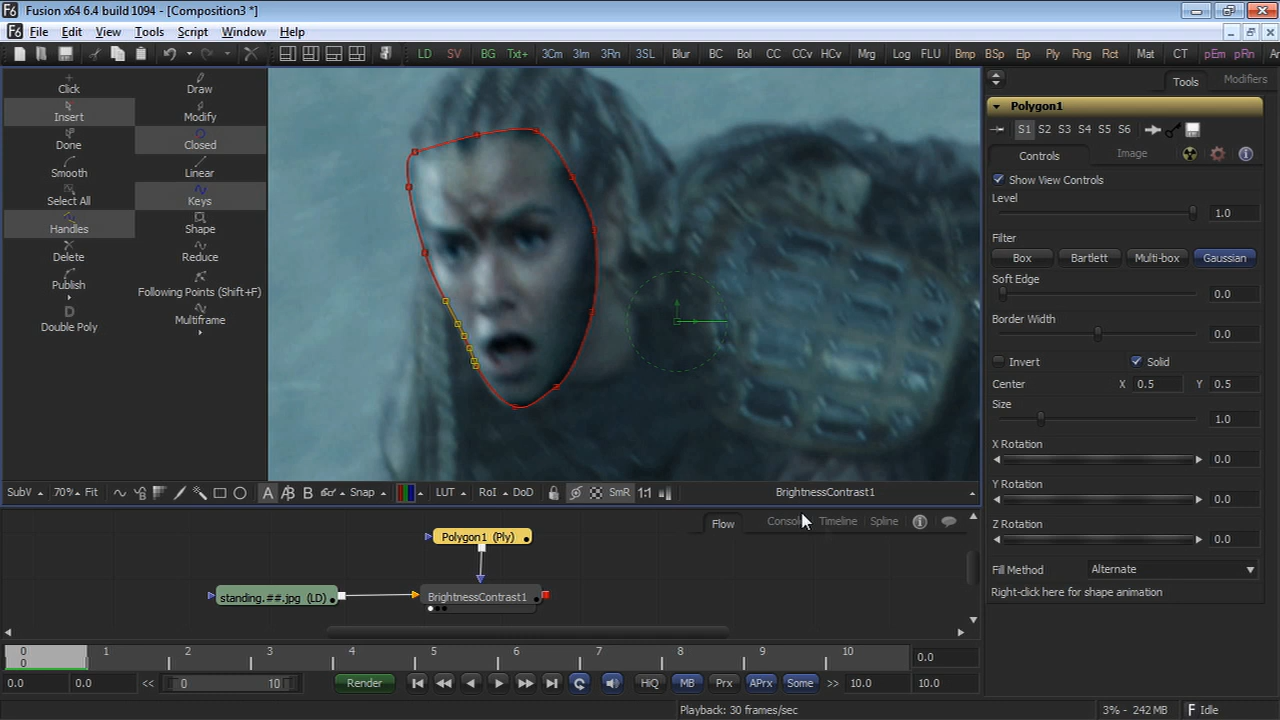 Fusion x64 6.4 build 1094 - [Composition3 *]
File Edit View Tools Script Window Help
LD SV BG Txt+ 3Cm 3Im 3Rn 3SL Blur BC Bol CC CCv HCv Mrg Log FLU Bmp BSp Elp Ply Rng Rct Mat CT pEm pRn
Click Draw
Insert Modify
Done Closed
Smooth Linear
Select All Keys
Handles Shape
Delete Reduce
Publish Following Points (Shift+F)
Double Poly Multiframe
Tools Modifiers
Polygon1
S1 S2 S3 S4 S5 S6
Controls Image
Show View Controls
Level
1.0
Filter
Box Bartlett Multi-box Gaussian
Soft Edge
0.0
Border Width
0.0
Invert Solid
Center X 0.5 Y 0.5
Size
1.0
X Rotation
0.0
Y Rotation
0.0
Z Rotation
0.0
Fill Method Alternate
Right-click here for shape animation
SubV 70% Fit A B Snap LUT RoI DoD SmR 1:1 BrightnessContrast1
Flow Console Timeline Spline
Polygon1 (Ply)
standing.##.jpg (LD) BrightnessContrast1
0 1 2 3 4 5 6 7 8 9 10 0.0
0
0.0 0.0 << 0 10 Render HiQ MB Prx APrx Some >> 10.0 10.0
Playback: 30 frames/sec 3% - 242 MB Idle